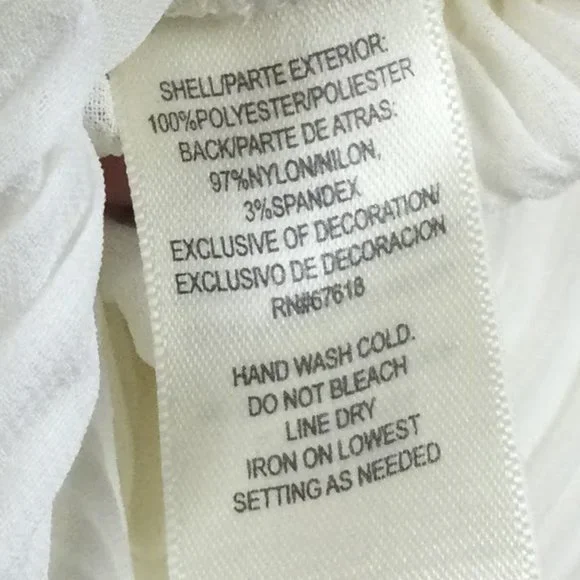 SHELL/PARTE EXTERIOR:
100%POLYESTER/POLIESTER
BACK/PARTE DE ATRAS:
97%NYLON/NILON,
3%SPANDEX
EXCLUSIVE OF DECORATION/
EXCLUSIVO DE DECORACION
RN#67618
HAND WASH COLD.
DO NOT BLEACH
LINE DRY
IRON ON LOWEST
SETTING AS NEEDED